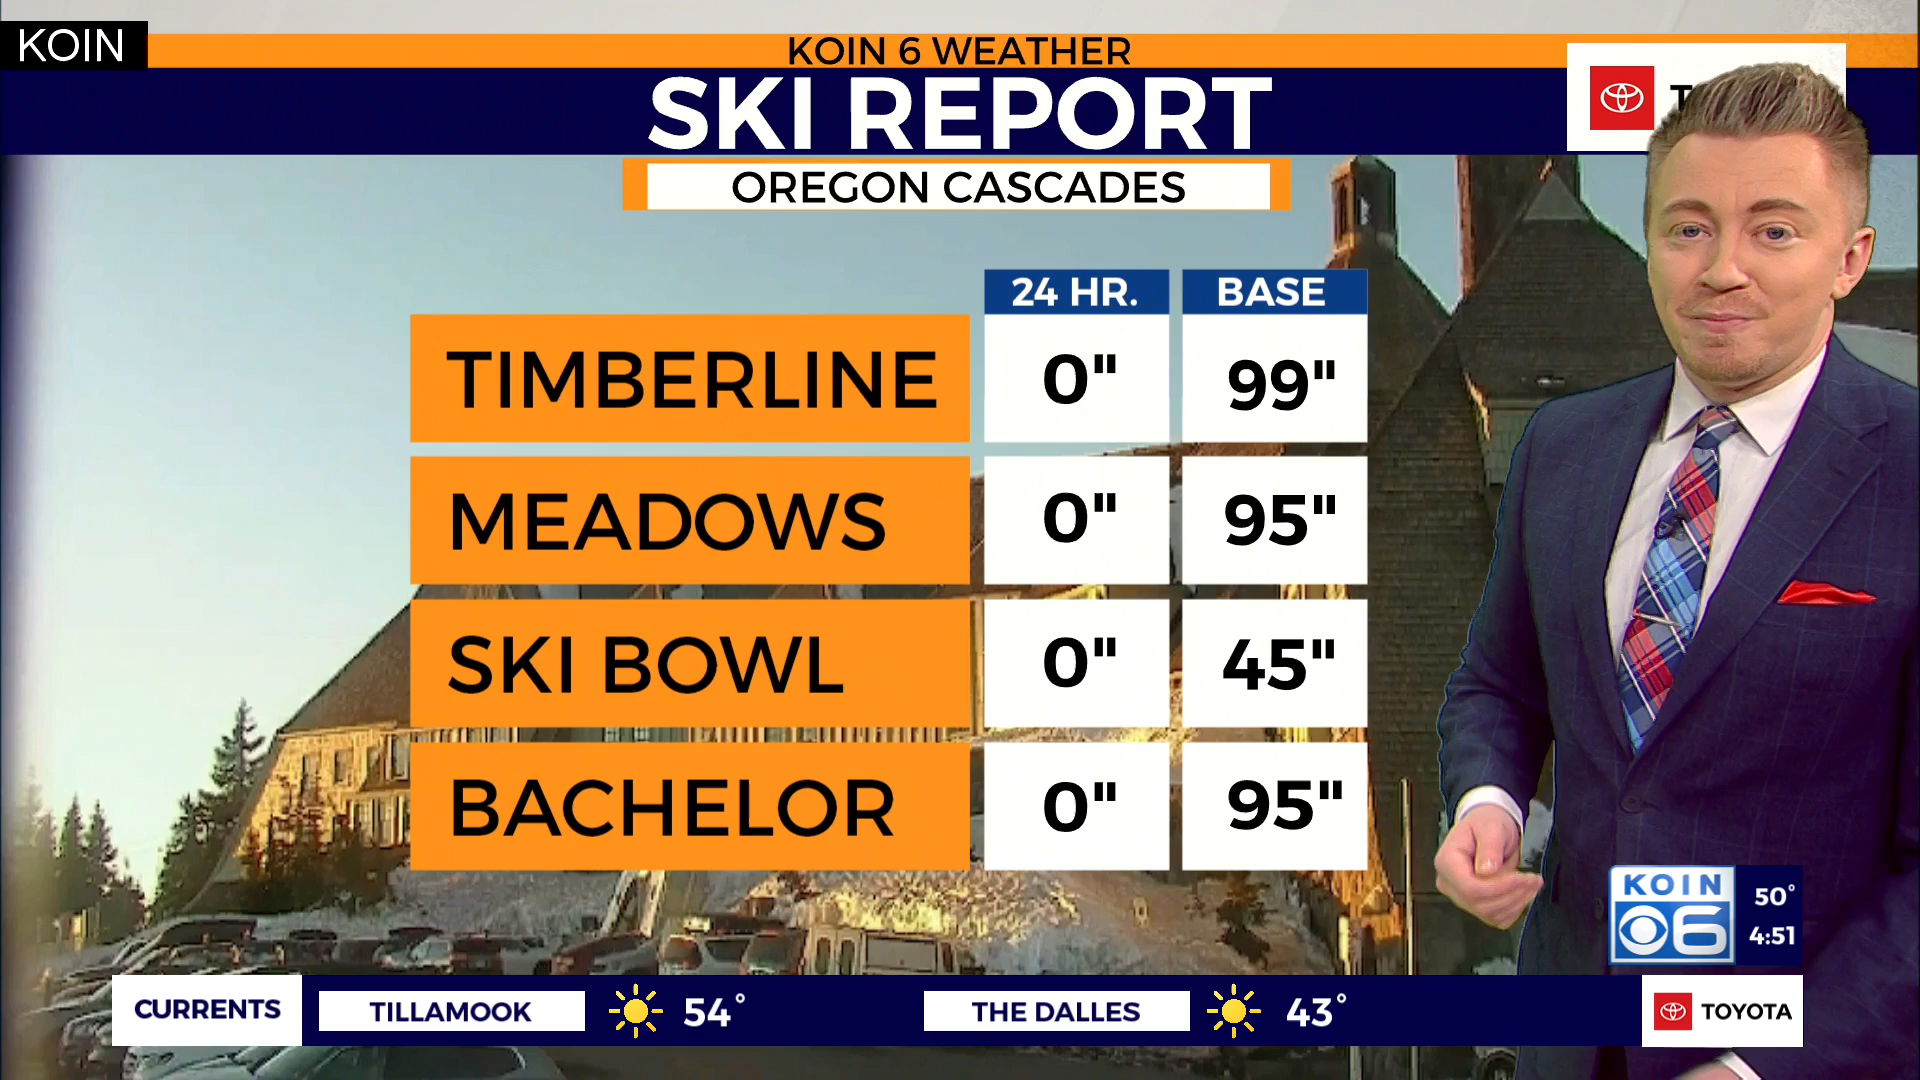 KOIN
KOIN 6 WEATHER
SKI REPORT
OREGON CASCADES
24 HR. BASE
TIMBERLINE 0" 99"
MEADOWS 0" 95"
SKI BOWL 0" 45"
BACHELOR 0" 95"
KOIN
6
50°
4:51
CURRENTS TILLAMOOK 54° THE DALLES 43° TOYOTA